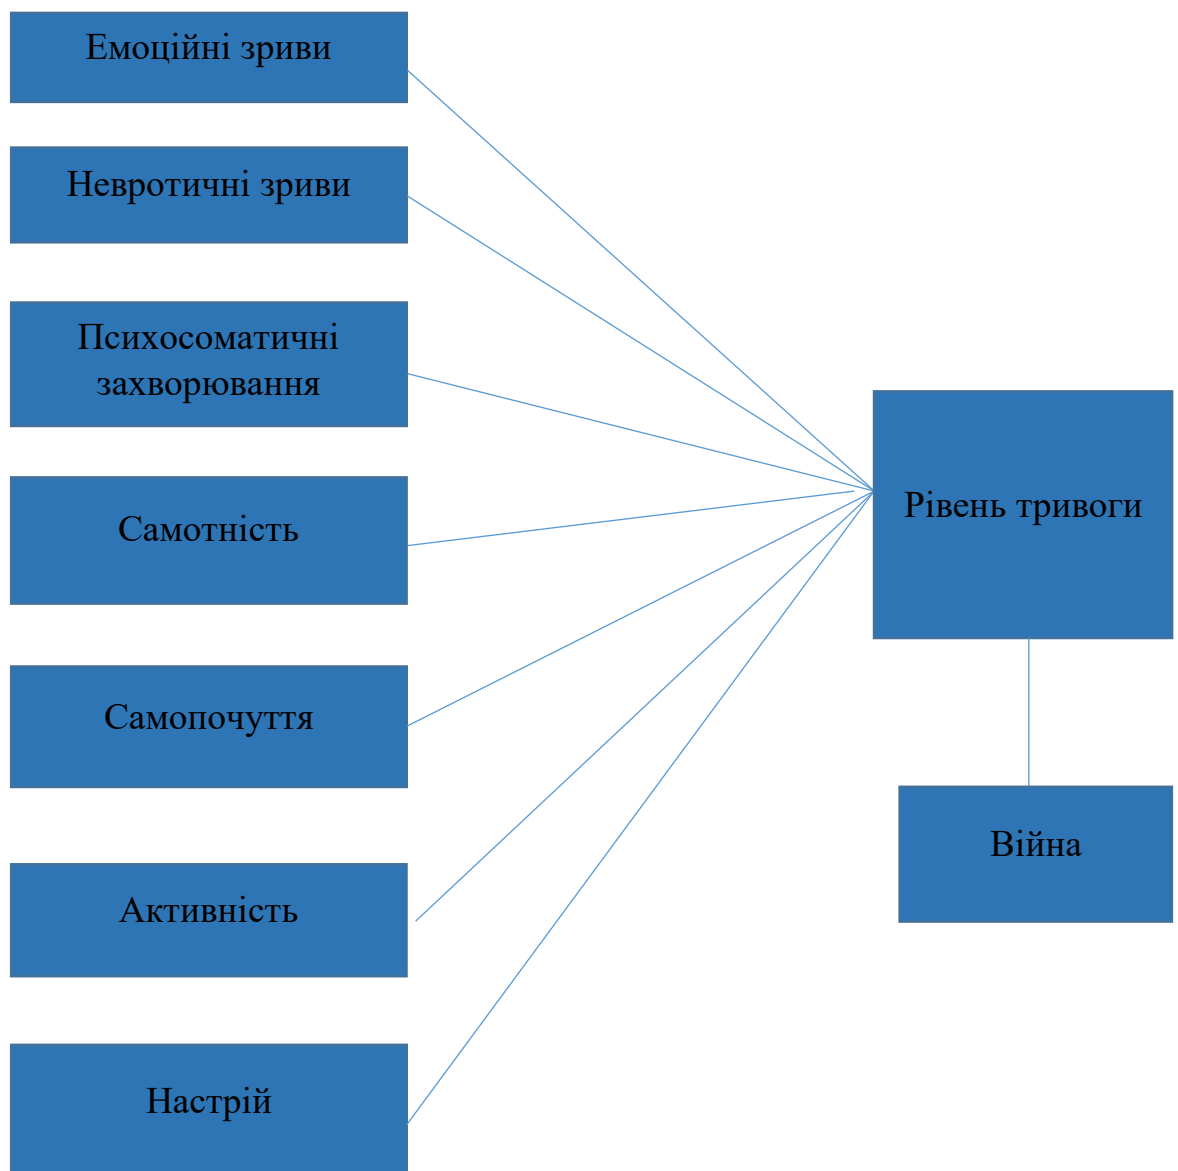 Емоційні зриви
Невротичні зриви
Психосоматичні
захворювання
Самотність
Самопочуття
Активність
Настрій
Рівень тривоги
Війна